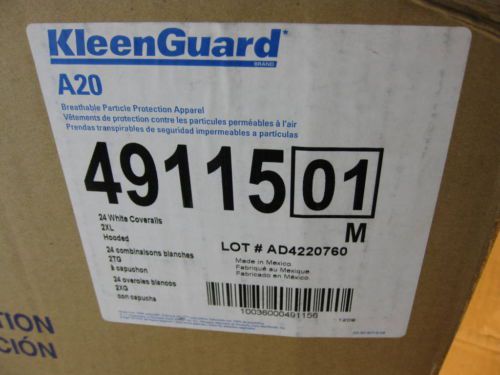 KleenGuard*
BRAND
A20
Breathable Particle Protection Apparel
Vêtements de protection contre les particules perméables à l'air
Prendas transpirables de seguridad impermeables a particulas
49115 01
M
24 White Coveralls
2XL
Hooded
24 combinaisons blanches
2TG
à capuchon
24 overoles blancos
2XG
con capucha
LOT # AD4220760
Made in Mexico
Fabriqué au Mexique
Fabricado en México
10036000491156
TION
CIÓN